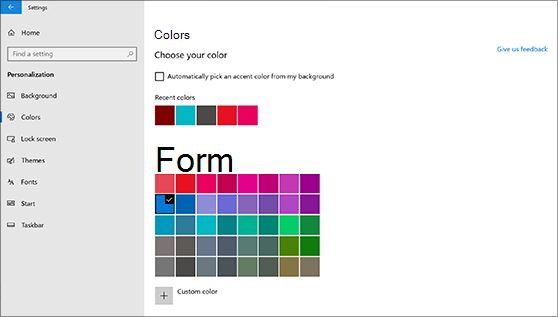 Settings
Home
Find a setting
Personalization
Background
Colors
Lock screen
Themes
Fonts
Start
Taskbar
Colors
Choose your color
Give us feedback
Automatically pick an accent color from my background
Recent colors
Form
Custom color